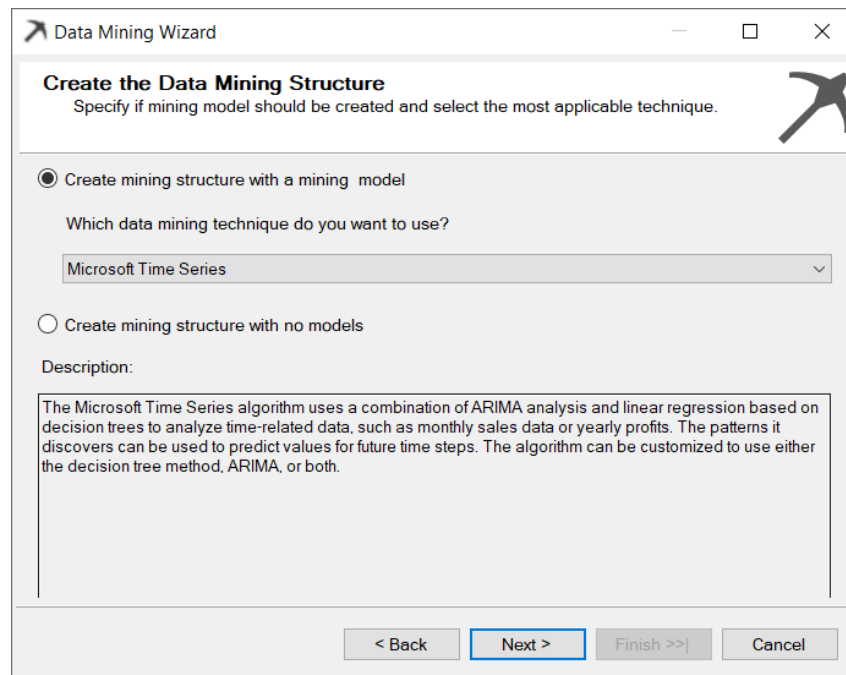 Data Mining Wizard
Create the Data Mining Structure
Specify if mining model should be created and select the most applicable technique.
Create mining structure with a mining model
Which data mining technique do you want to use?
Microsoft Time Series
Create mining structure with no models
Description:
The Microsoft Time Series algorithm uses a combination of ARIMA analysis and linear regression based on
decision trees to analyze time-related data, such as monthly sales data or yearly profits. The patterns it
discovers can be used to predict values for future time steps. The algorithm can be customized to use either
the decision tree method, ARIMA, or both.
< Back Next > Finish >>| Cancel